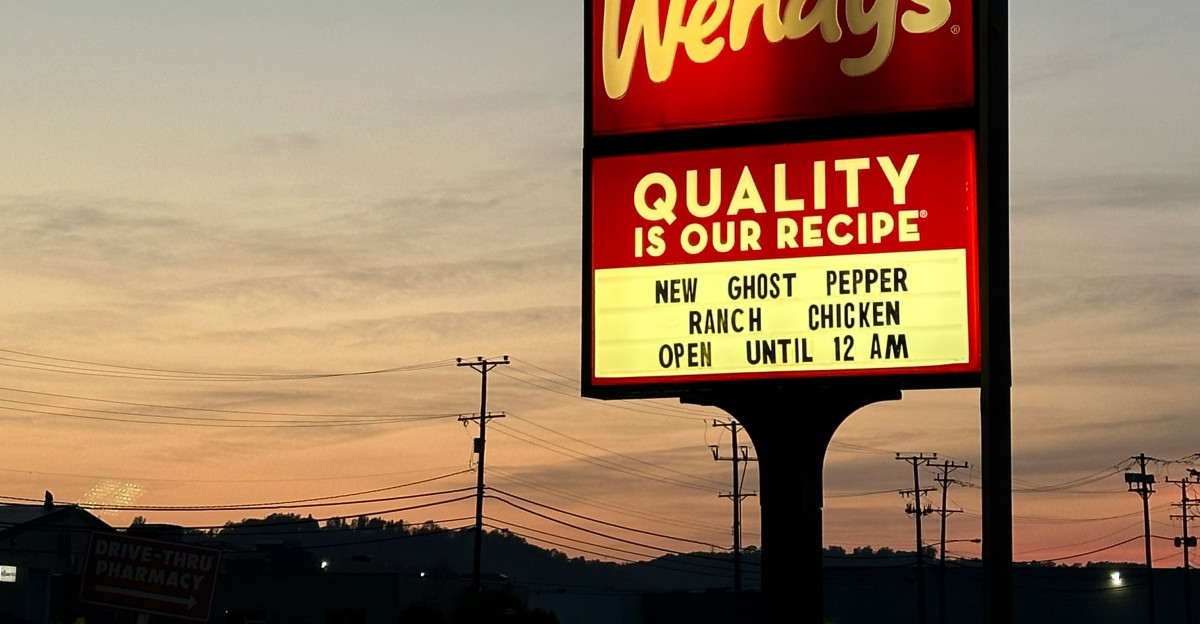 Wendy's®
QUALITY
IS OUR RECIPE®
NEW GHOST PEPPER
RANCH CHICKEN
OPEN UNTIL 12 AM
DRIVE-THRU
PHARMACY